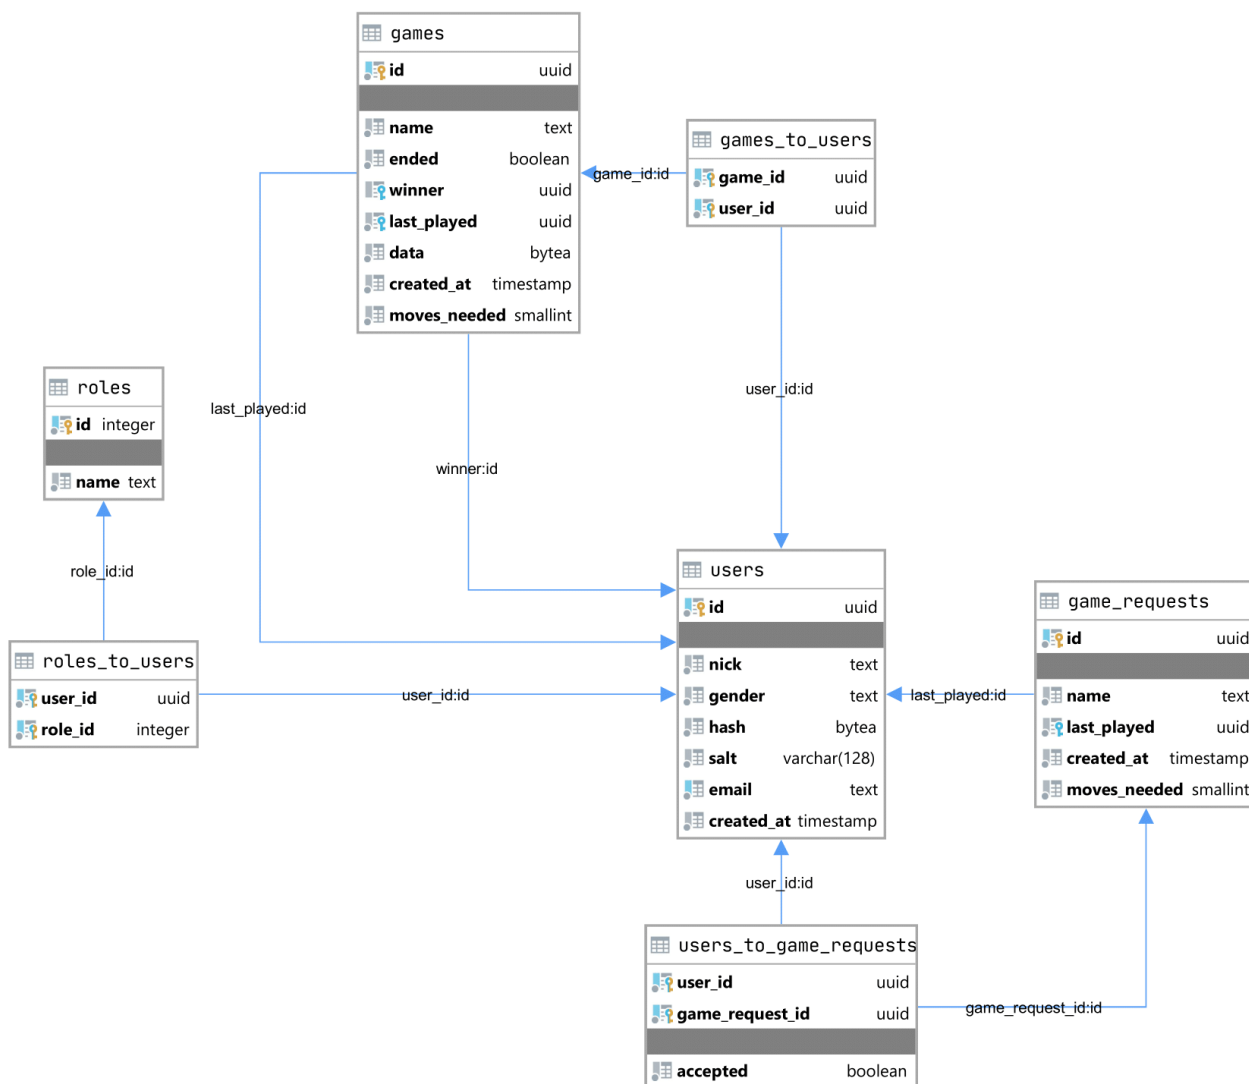 games
id uuid
name text
ended boolean
winner uuid
last_played uuid
data bytea
created_at timestamp
moves_needed smallint
games_to_users
game_id uuid
user_id uuid
game_id:id
user_id:id
last_played:id
winner:id
roles
id integer
name text
role_id:id
roles_to_users
user_id uuid
role_id integer
user_id:id
users
id uuid
nick text
gender text
hash bytea
salt varchar(128)
email text
created_at timestamp
last_played:id
game_requests
id uuid
name text
last_played uuid
created_at timestamp
moves_needed smallint
user_id:id
users_to_game_requests
user_id uuid
game_request_id uuid
accepted boolean
game_request_id:id